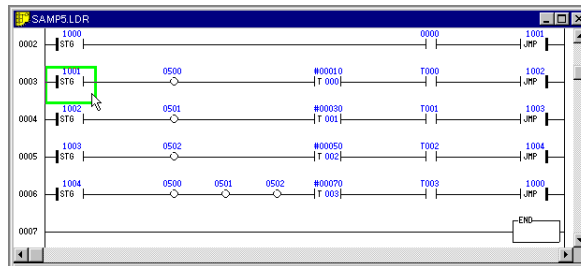 SAMP5.LDR
1000 0000 1001
0002 STG JMP
1001 0500 #00010 T000 1002
0003 STG T 000 JMP
1002 0501 #00030 T001 1003
0004 STG T 001 JMP
1003 0502 #00050 T002 1004
0005 STG T 002 JMP
1004 0500 0501 0502 #00070 T003 1000
0006 STG T 003 JMP
END
0007